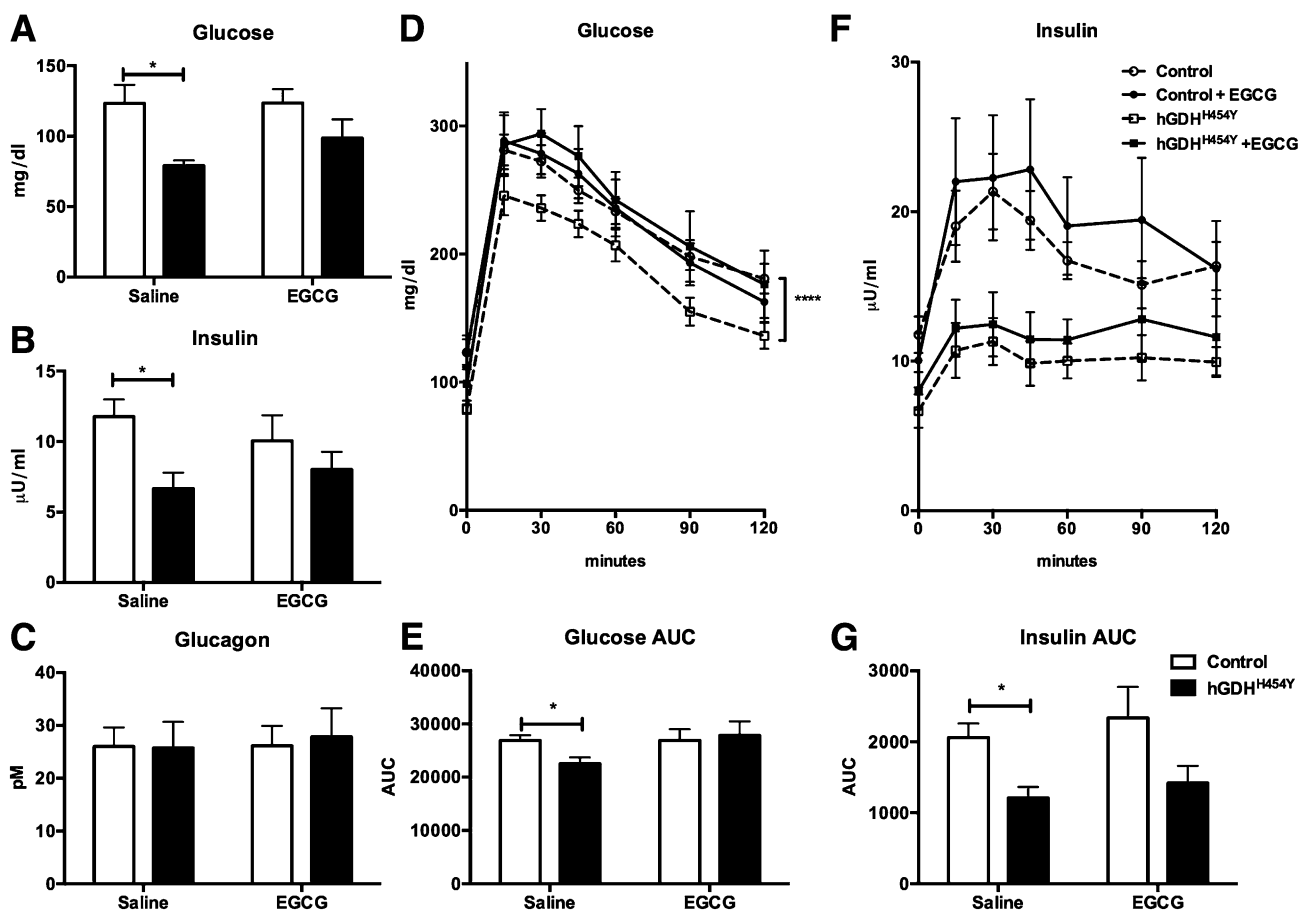 A
Glucose
150
100
50
0
mg/dl
*
Saline
EGCG
B
Insulin
15
10
5
0
μU/ml
*
Saline
EGCG
C
Glucagon
40
30
20
10
0
pM
Saline
EGCG
D
Glucose
300
200
100
0
mg/dl
****
0 30 60 90 120
minutes
E
Glucose AUC
40000
30000
20000
10000
0
AUC
*
Saline
EGCG
F
Insulin
30
20
10
0
μU/ml
Control
Control + EGCG
hGDH^H454Y
hGDH^H454Y +EGCG
0 30 60 90 120
minutes
G
Insulin AUC
3000
2000
1000
0
AUC
*
Control
hGDH^H454Y
Saline
EGCG